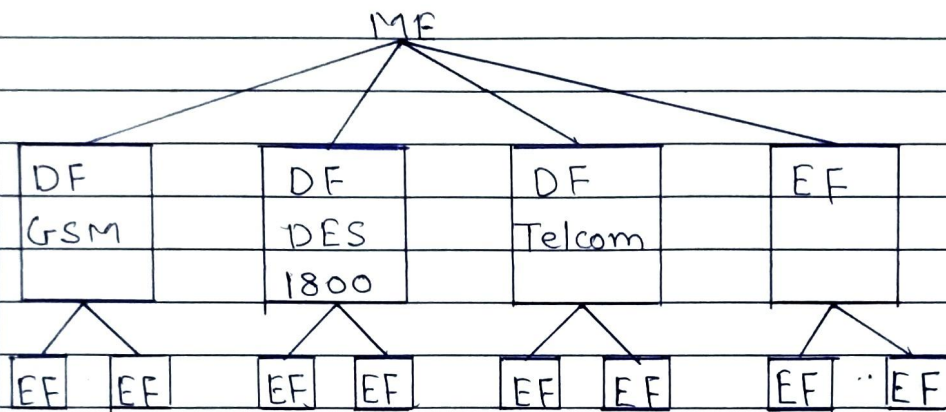 MF
DF DF DF EF
GSM DES Telcom
1800
EF EF EF EF EF EF EF .. EF